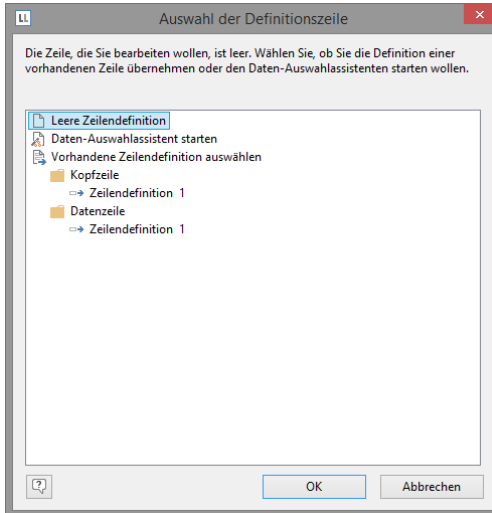 LL
Auswahl der Definitionszeile
Die Zeile, die Sie bearbeiten wollen, ist leer. Wählen Sie, ob Sie die Definition einer
vorhandenen Zeile übernehmen oder den Daten-Auswahlassistenten starten wollen.
Leere Zeilendefinition
Daten-Auswahlassistent starten
Vorhandene Zeilendefinition auswählen
Kopfzeile
Zeilendefinition 1
Datenzeile
Zeilendefinition 1
?
OK
Abbrechen